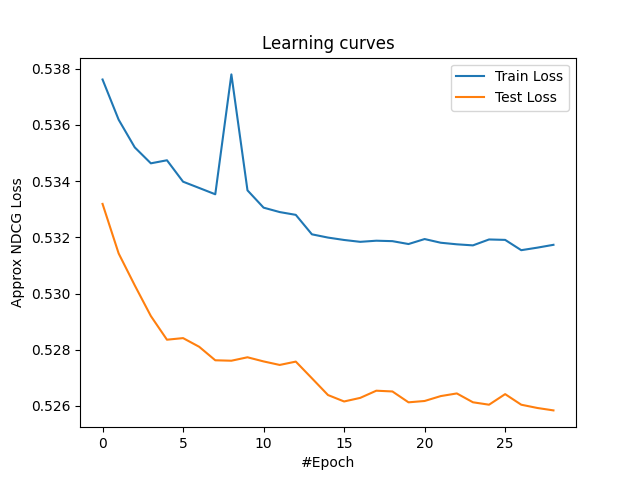 Learning curves
Train Loss
Test Loss
Approx NDCG Loss
0.538
0.536
0.534
0.532
0.530
0.528
0.526
0 5 10 15 20 25
#Epoch